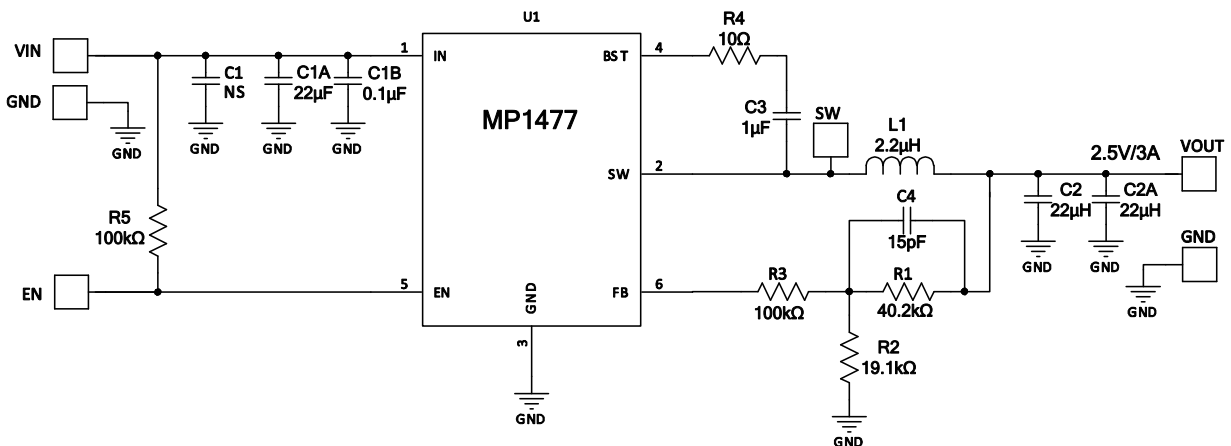 U1
R4
10Ω
VIN
1
IN
BST
4
C1
NS
C1A
22µF
C1B
0.1µF
GND
GND
GND
GND
GND
MP1477
C3
1µF
SW
L1
2.2µH
2.5V/3A
VOUT
SW
2
C4
15pF
C2
22µH
C2A
22µH
R5
100kΩ
GND
GND
GND
EN
5
EN
GND
FB
6
R3
100kΩ
R1
40.2kΩ
GND
3
R2
19.1kΩ
GND
GND